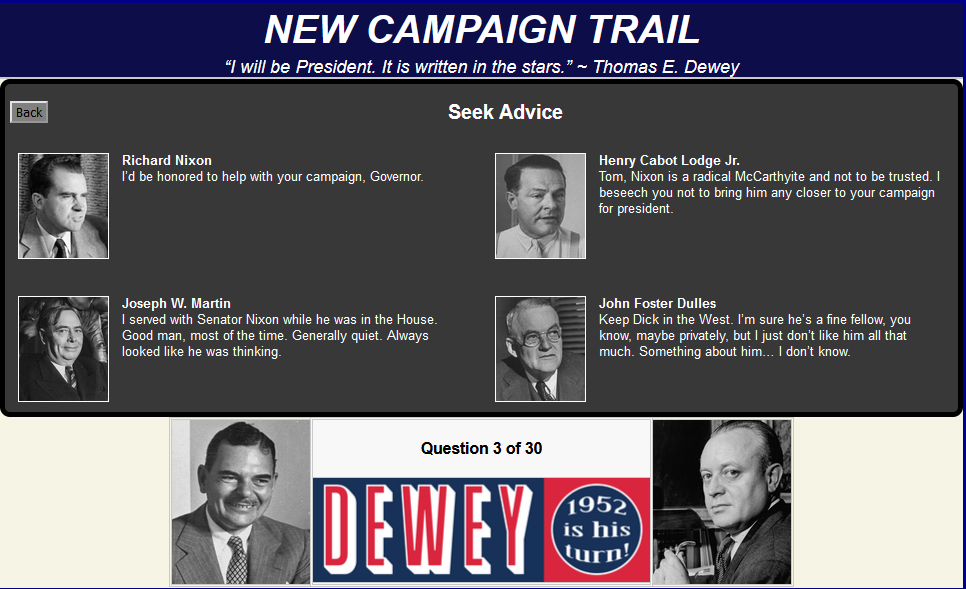 NEW CAMPAIGN TRAIL
“I will be President. It is written in the stars.” ~ Thomas E. Dewey
Back
Seek Advice
Richard Nixon
I’d be honored to help with your campaign, Governor.
Henry Cabot Lodge Jr.
Tom, Nixon is a radical McCarthyite and not to be trusted. I
beseech you not to bring him any closer to your campaign
for president.
Joseph W. Martin
I served with Senator Nixon while he was in the House.
Good man, most of the time. Generally quiet. Always
looked like he was thinking.
John Foster Dulles
Keep Dick in the West. I’m sure he’s a fine fellow, you
know, maybe privately, but I just don’t like him all that
much. Something about him... I don’t know.
Question 3 of 30
DEWEY
1952
is his
turn!